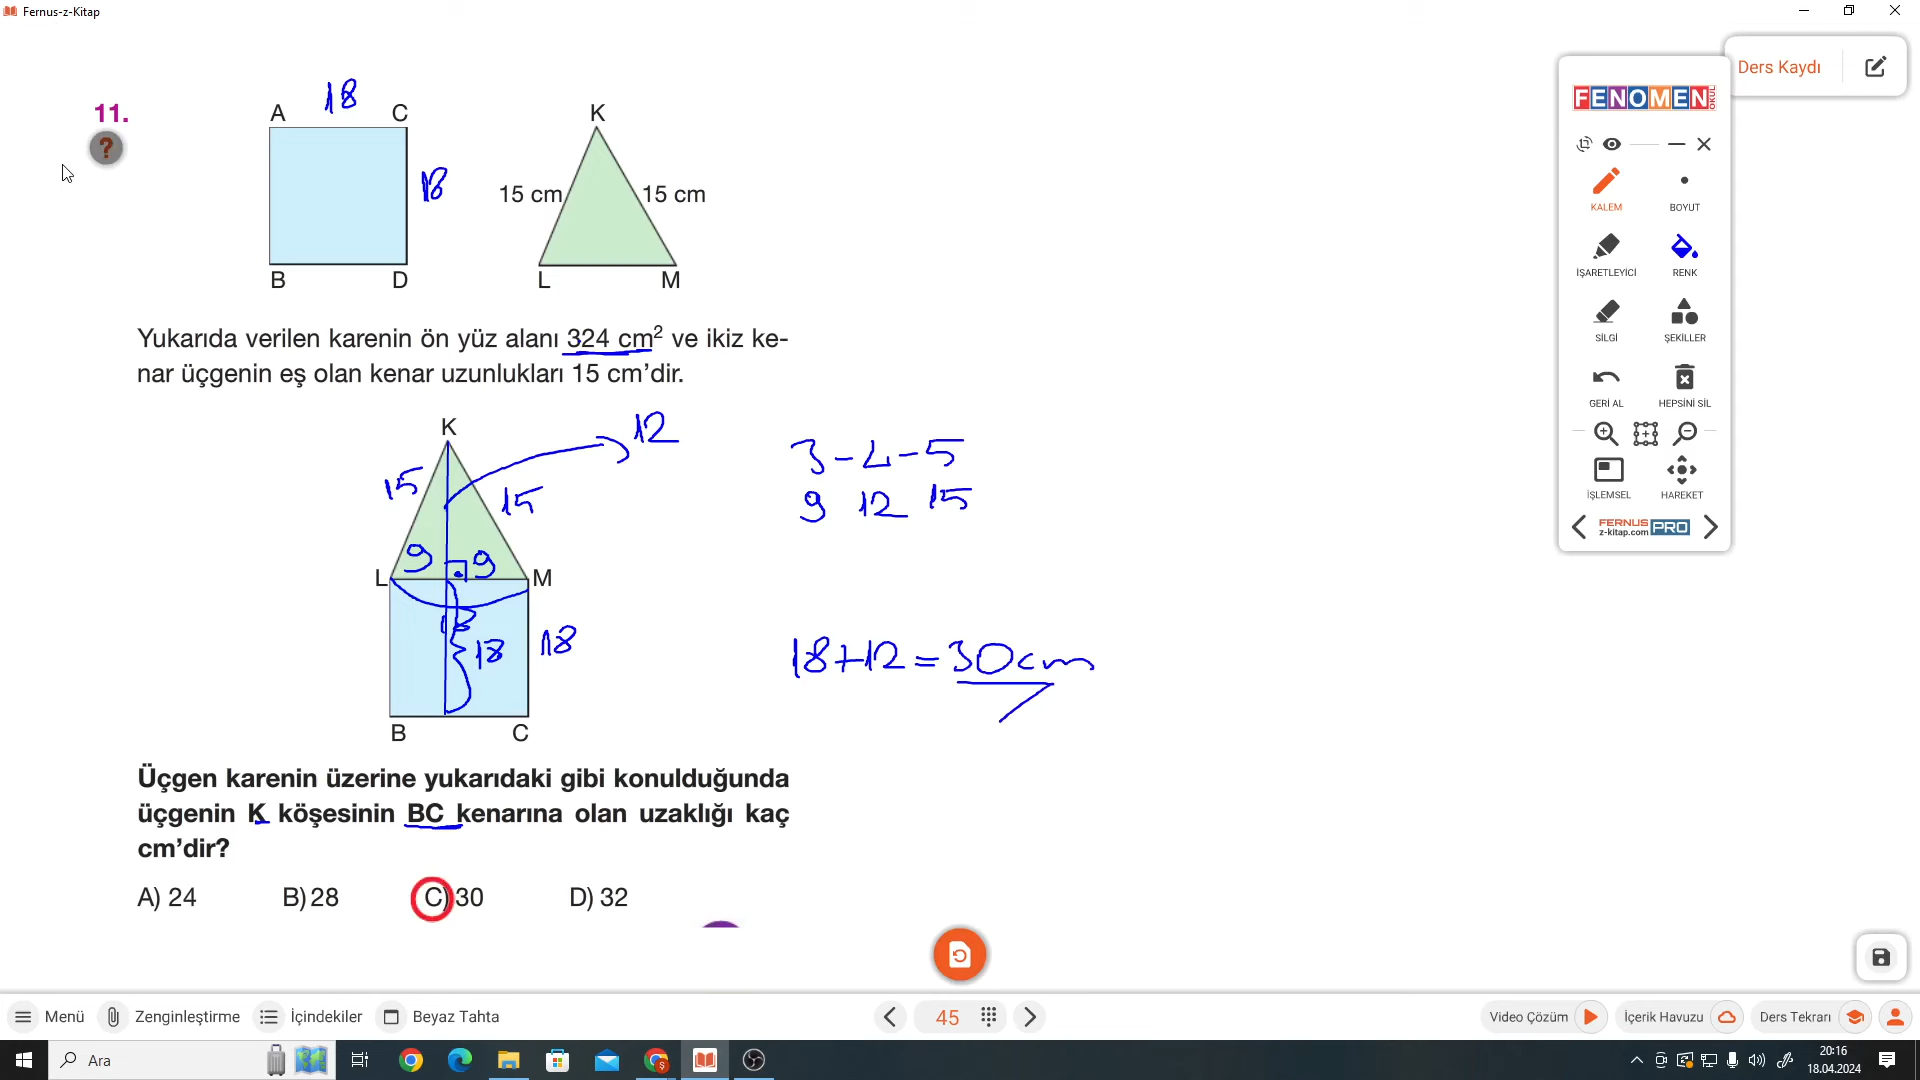 Fernus-z-Kitap
Ders Kaydı
FENOMEN OKUL
11.
?
A 18 C
18
B D
K
15 cm 15 cm
L M
Yukarıda verilen karenin ön yüz alanı 324 cm² ve ikiz ke-
nar üçgenin eş olan kenar uzunlukları 15 cm’dir.
K
12
15 15
9 9
L M
18 18
B C
3-4-5
9 12 15
18+12=30cm
Üçgen karenin üzerine yukarıdaki gibi konulduğunda
üçgenin K köşesinin BC kenarına olan uzaklığı kaç
cm’dir?
A) 24 B) 28 C) 30 D) 32
KALEM BOYUT
İŞARETLEYİCİ RENK
SİLGİ ŞEKİLLER
GERİ AL HEPSİNİ SİL
İŞLEMSEL HAREKET
FERNUS
z-kitap.com PRO
Menü Zenginleştirme İçindekiler Beyaz Tahta 45 Video Çözüm İçerik Havuzu Ders Tekrarı
Ara
20:16
18.04.2024